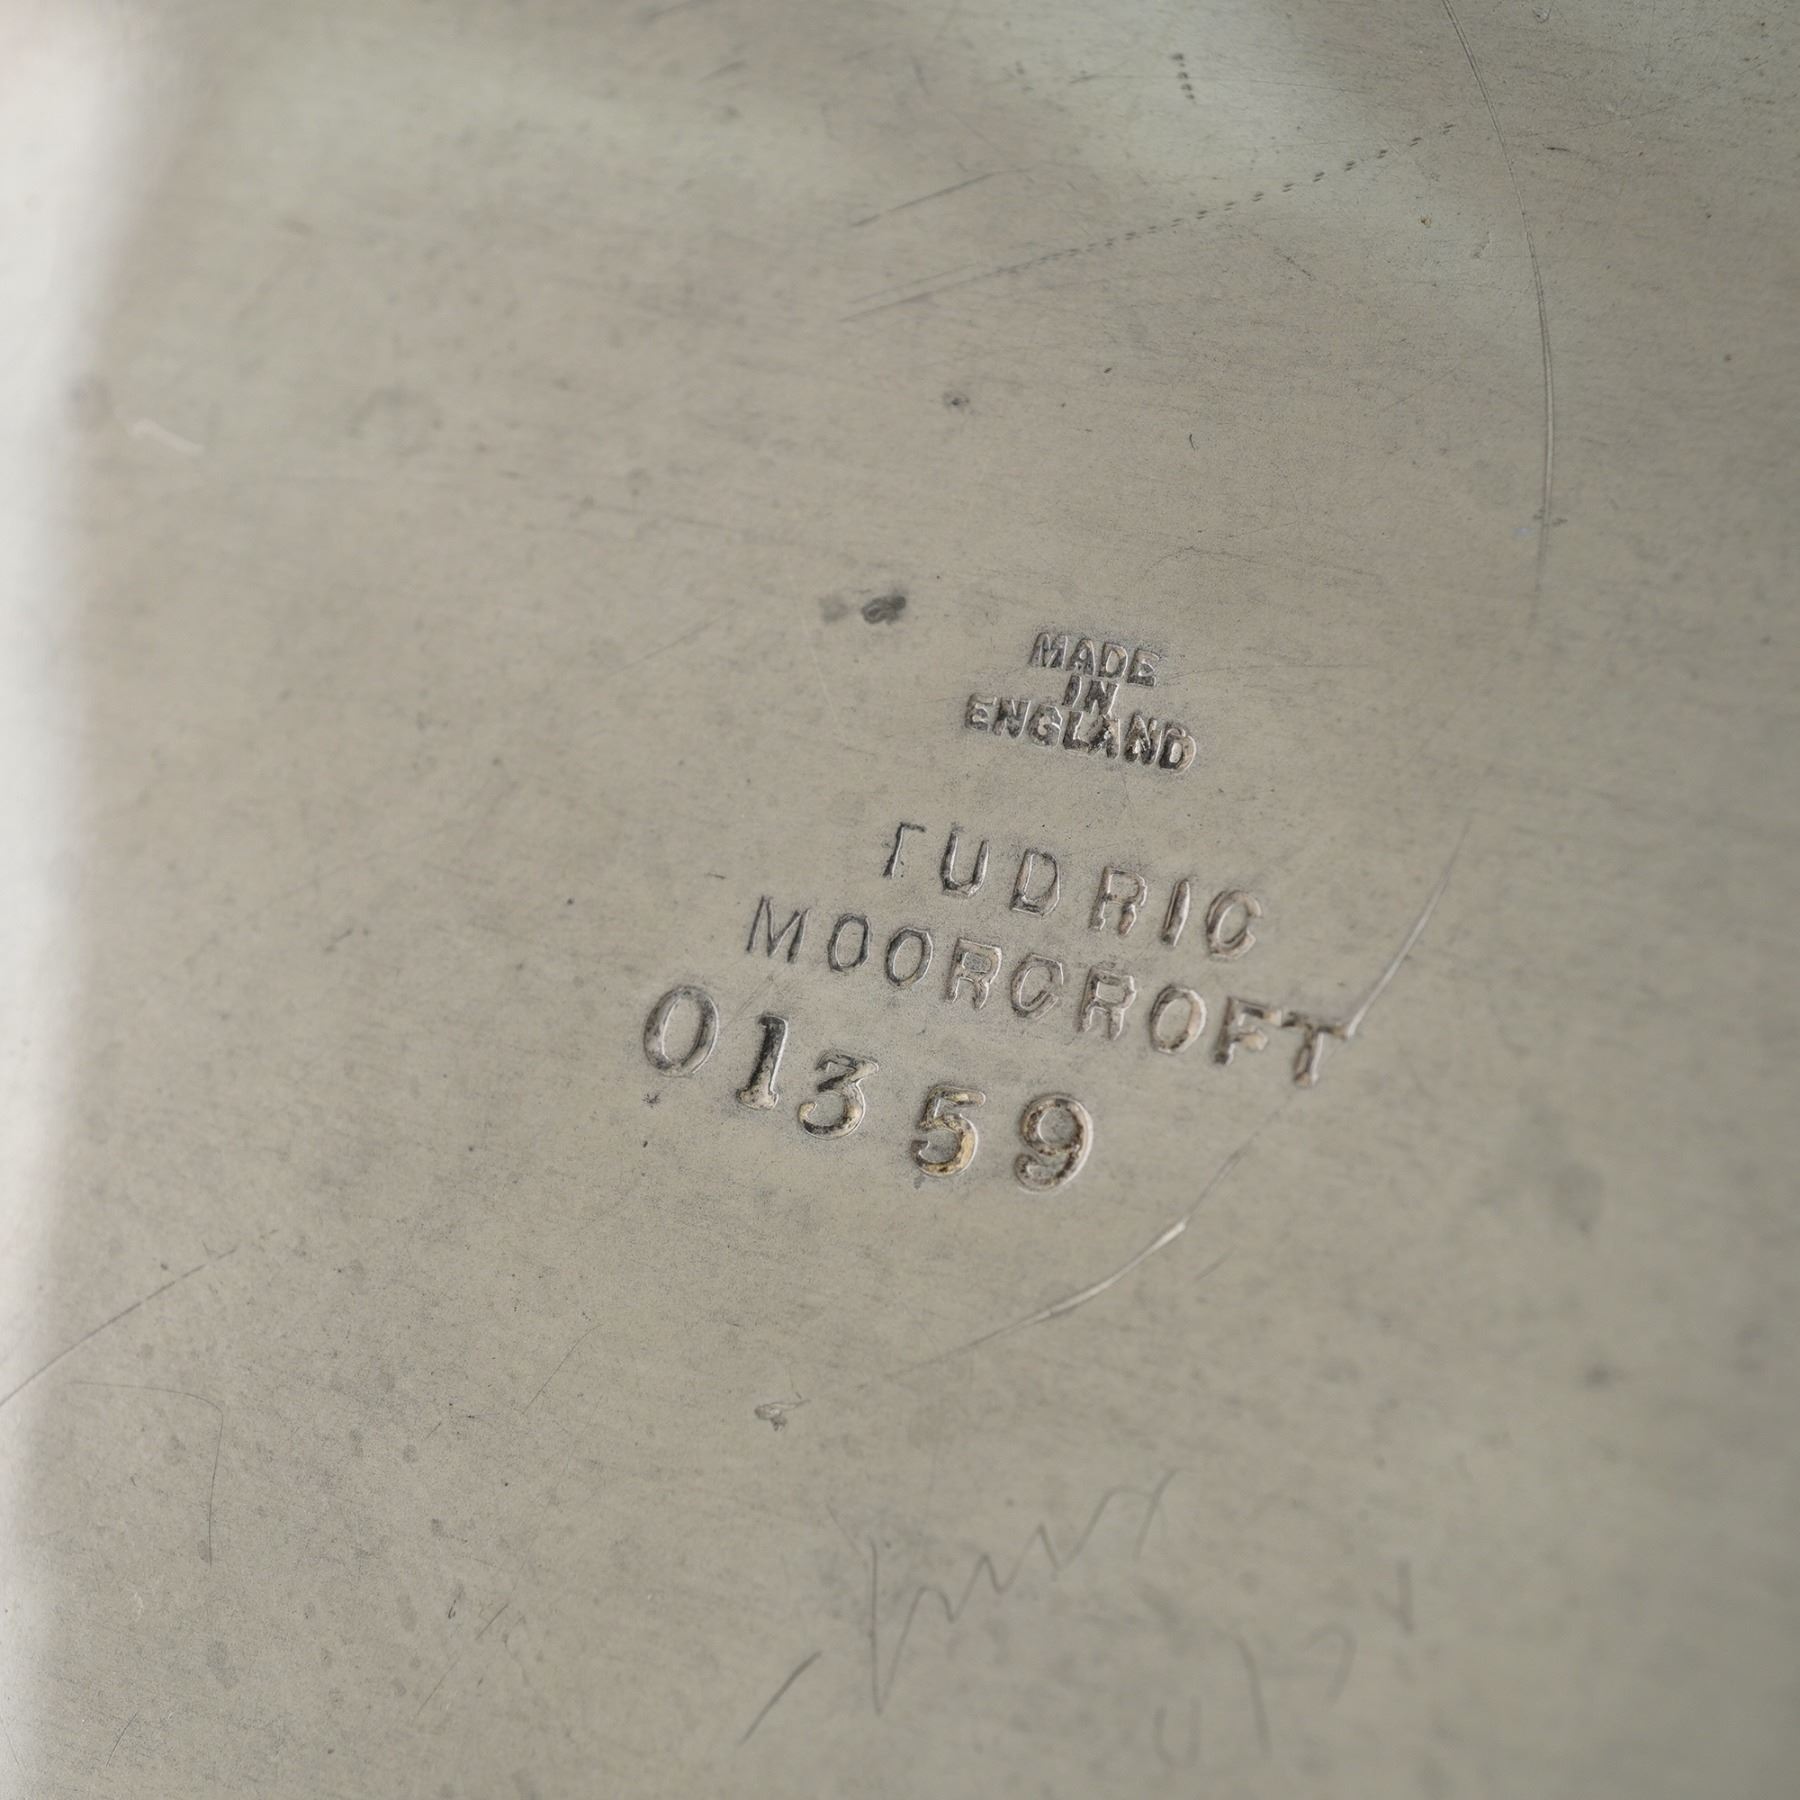 MADE
IN
ENGLAND
TUDRIC
MOORCROFT
01359